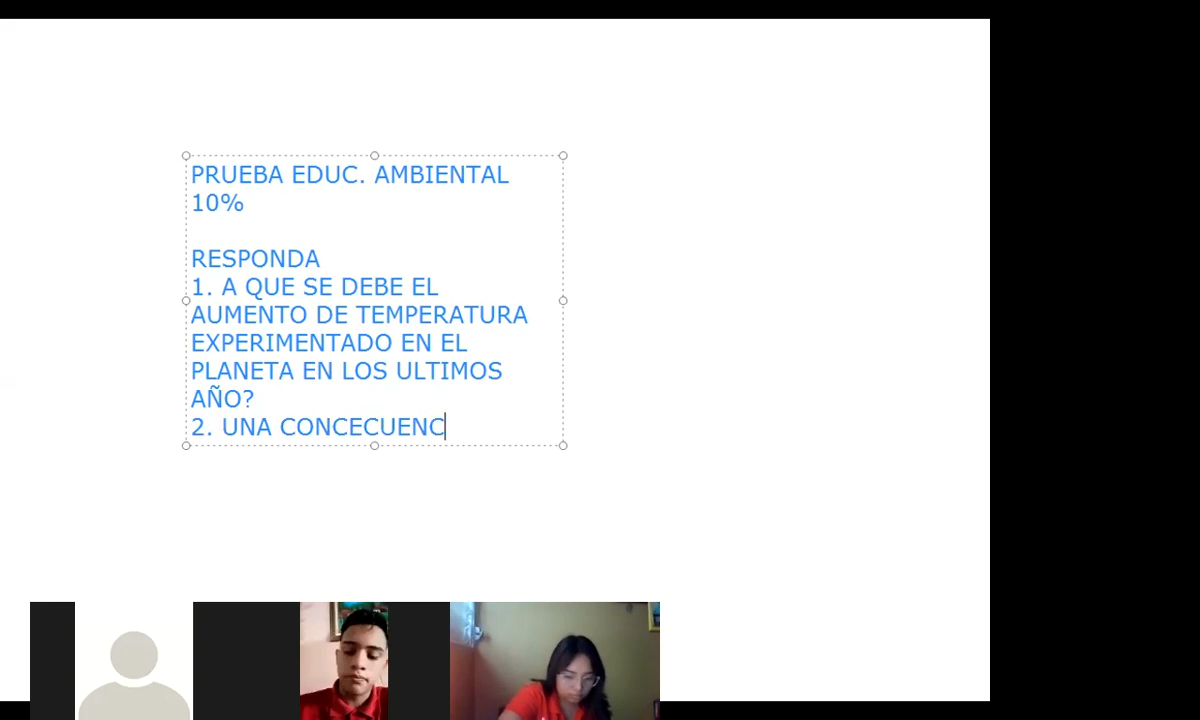 PRUEBA EDUC. AMBIENTAL
10%
RESPONDA
1. A QUE SE DEBE EL
AUMENTO DE TEMPERATURA
EXPERIMENTADO EN EL
PLANETA EN LOS ULTIMOS
AÑO?
2. UNA CONCECUENC